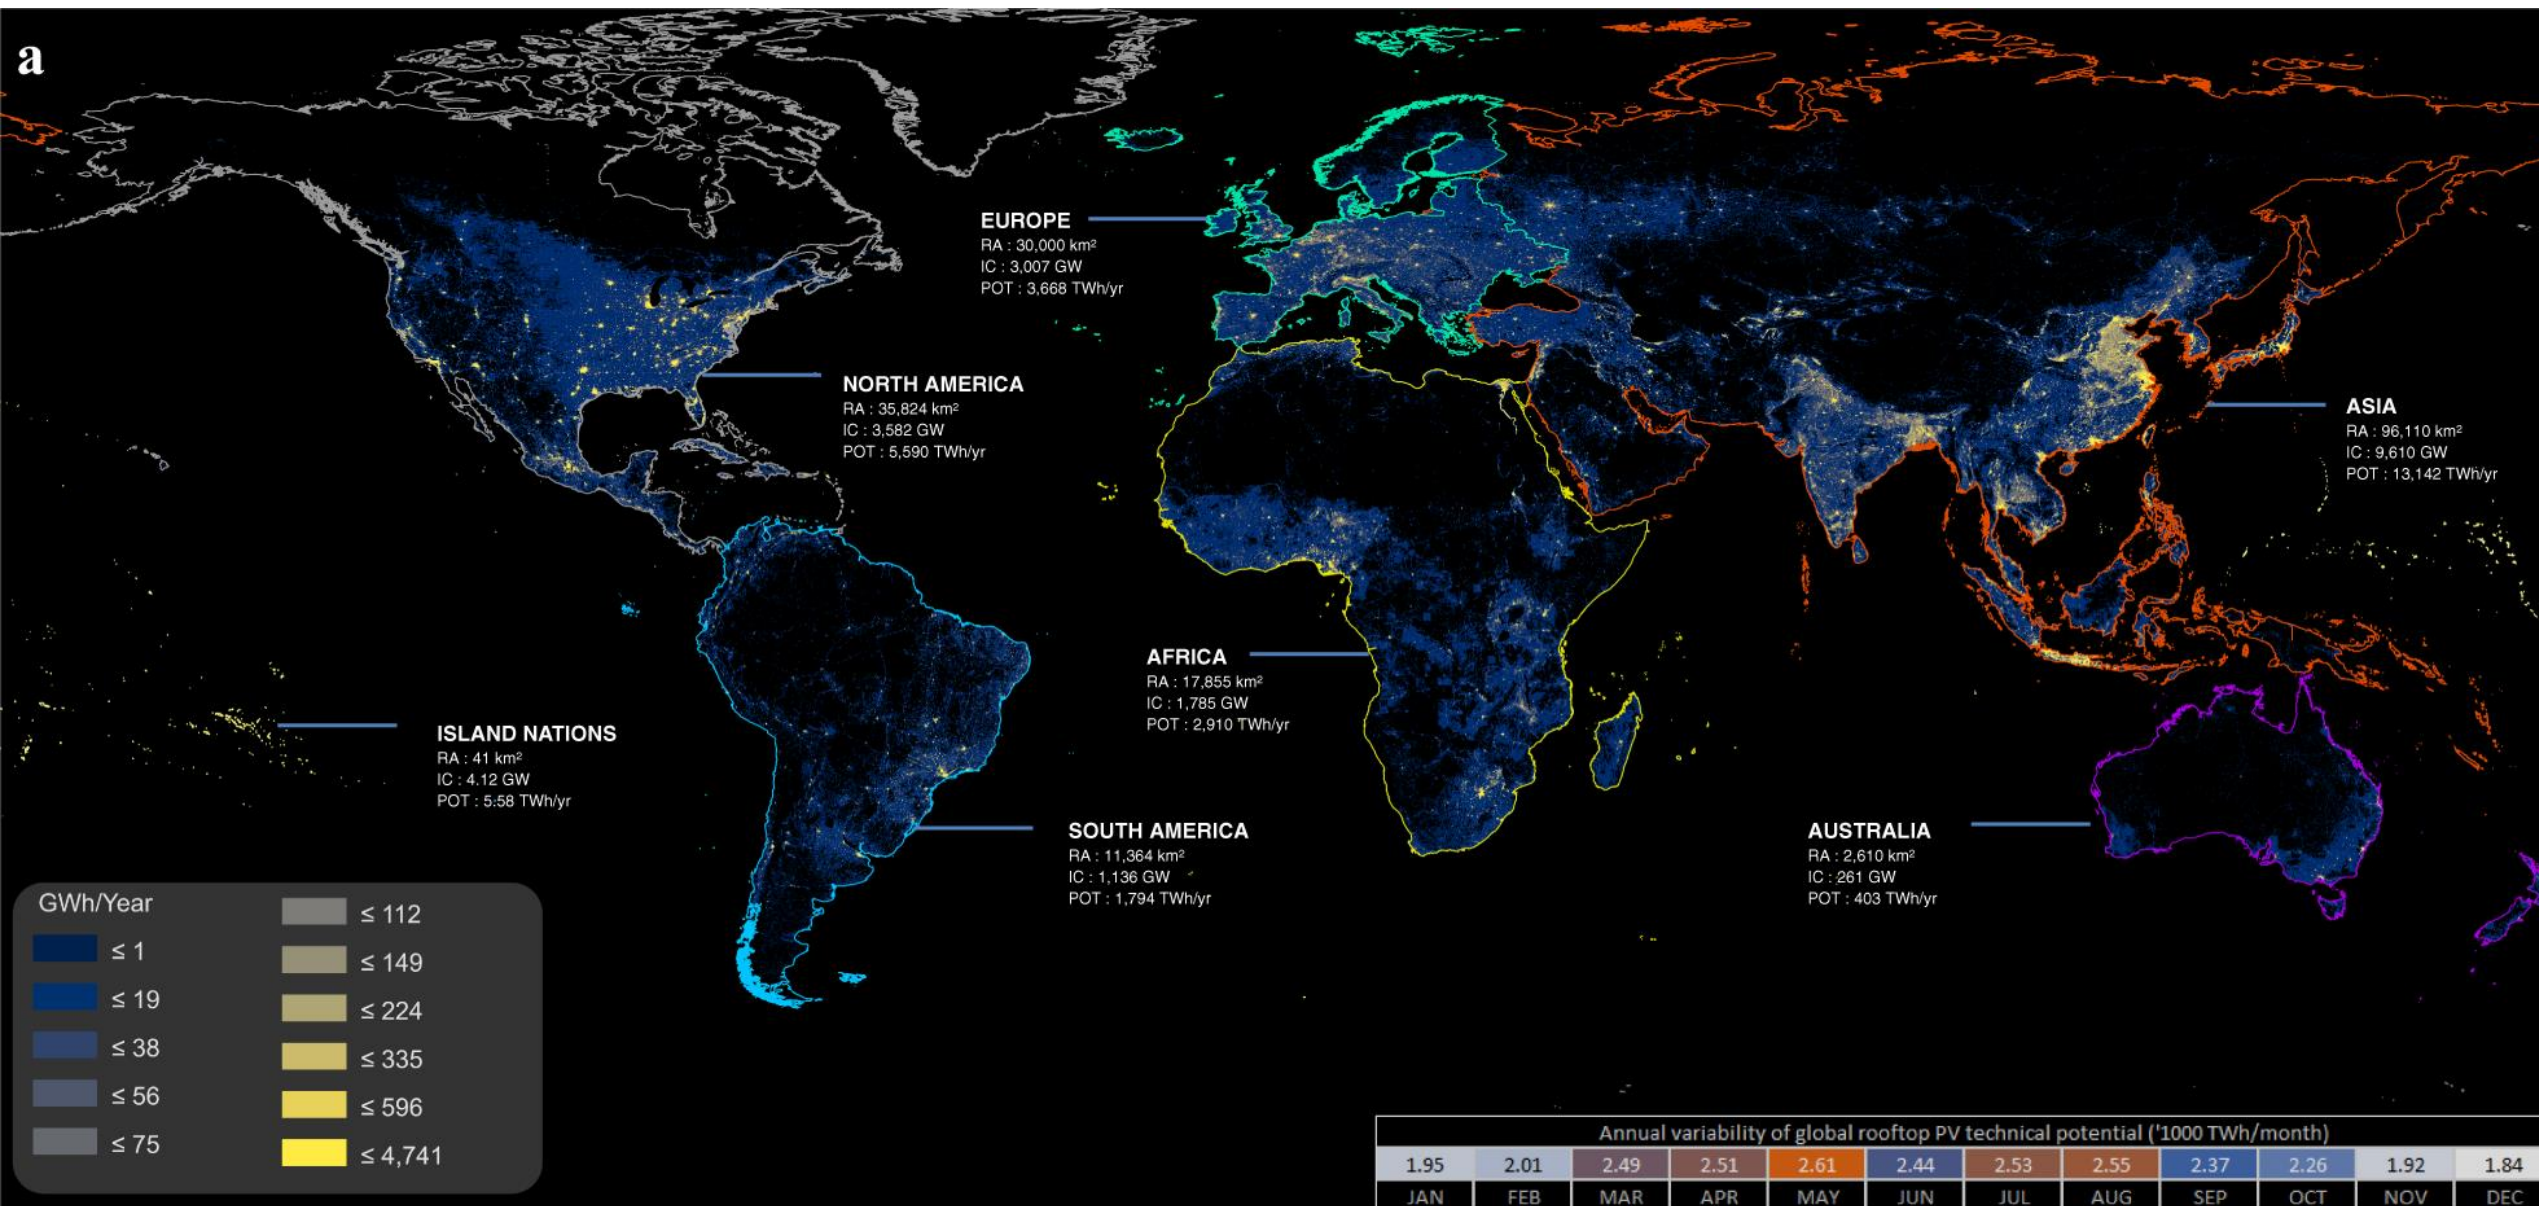 a
EUROPE
RA : 30,000 km²
IC : 3,007 GW
POT : 3,668 TWh/yr
NORTH AMERICA
RA : 35,824 km²
IC : 3,582 GW
POT : 5,590 TWh/yr
ASIA
RA : 96,110 km²
IC : 9,610 GW
POT : 13,142 TWh/yr
AFRICA
RA : 17,855 km²
IC : 1,785 GW
POT : 2,910 TWh/yr
ISLAND NATIONS
RA : 41 km²
IC : 4.12 GW
POT : 5.58 TWh/yr
SOUTH AMERICA
RA : 11,364 km²
IC : 1,136 GW
POT : 1,794 TWh/yr
AUSTRALIA
RA : 2,610 km²
IC : 261 GW
POT : 403 TWh/yr
GWh/Year
≤ 1
≤ 19
≤ 38
≤ 56
≤ 75
≤ 112
≤ 149
≤ 224
≤ 335
≤ 596
≤ 4,741
Annual variability of global rooftop PV technical potential ('1000 TWh/month)
1.95 2.01 2.49 2.51 2.61 2.44 2.53 2.55 2.37 2.26 1.92 1.84
JAN FEB MAR APR MAY JUN JUL AUG SEP OCT NOV DEC